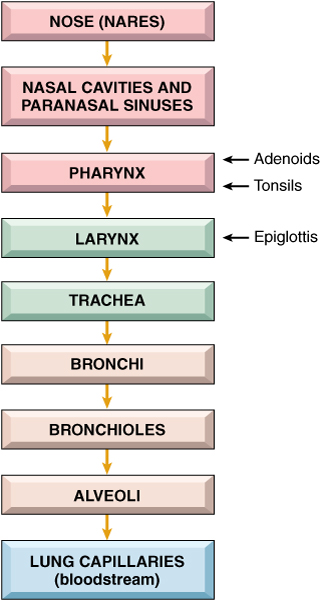 NOSE (NARES)
NASAL CAVITIES AND
PARANASAL SINUSES
PHARYNX
Adenoids
Tonsils
LARYNX
Epiglottis
TRACHEA
BRONCHI
BRONCHIOLES
ALVEOLI
LUNG CAPILLARIES
(bloodstream)